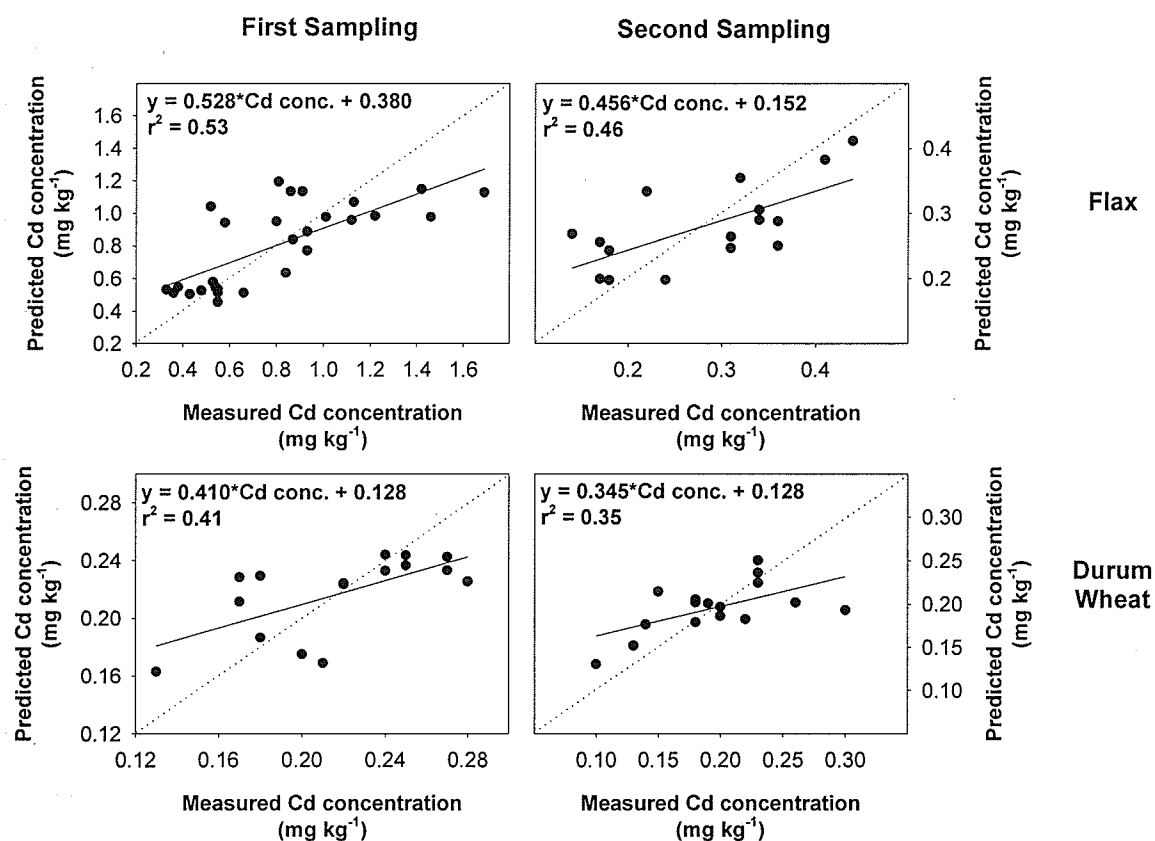 First Sampling
Second Sampling
y = 0.528*Cd conc. + 0.380
r² = 0.53
Predicted Cd concentration
(mg kg⁻¹)
1.6
1.4
1.2
1.0
0.8
0.6
0.4
0.2
0.2 0.4 0.6 0.8 1.0 1.2 1.4 1.6
Measured Cd concentration
(mg kg⁻¹)
y = 0.456*Cd conc. + 0.152
r² = 0.46
0.4
0.3
0.2
Predicted Cd concentration
(mg kg⁻¹)
0.2 0.3 0.4
Measured Cd concentration
(mg kg⁻¹)
Flax
y = 0.410*Cd conc. + 0.128
r² = 0.41
Predicted Cd concentration
(mg kg⁻¹)
0.28
0.24
0.20
0.16
0.12
0.12 0.16 0.20 0.24 0.28
Measured Cd concentration
(mg kg⁻¹)
y = 0.345*Cd conc. + 0.128
r² = 0.35
0.30
0.25
0.20
0.15
0.10
Predicted Cd concentration
(mg kg⁻¹)
0.10 0.15 0.20 0.25 0.30
Measured Cd concentration
(mg kg⁻¹)
Durum
Wheat